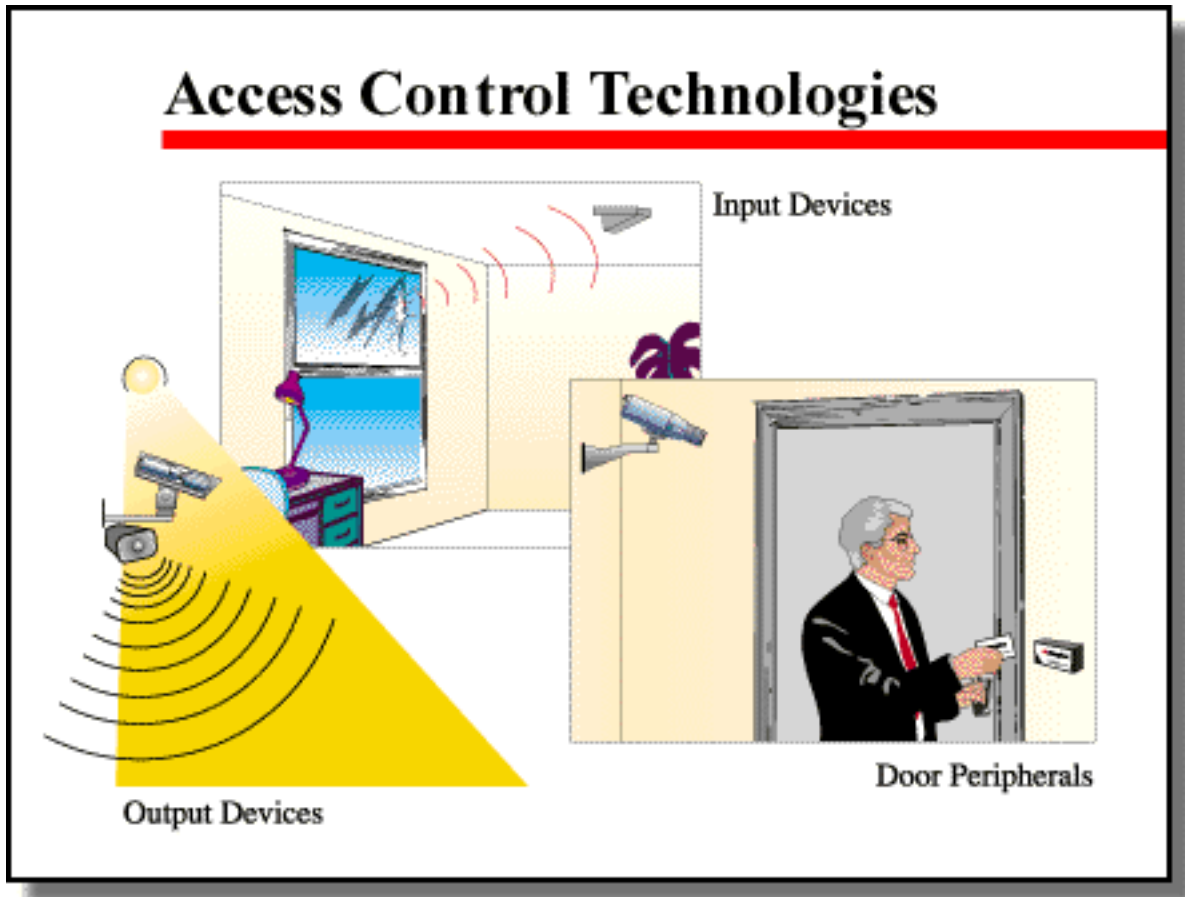 Access Control Technologies
Input Devices
Door Peripherals
Output Devices